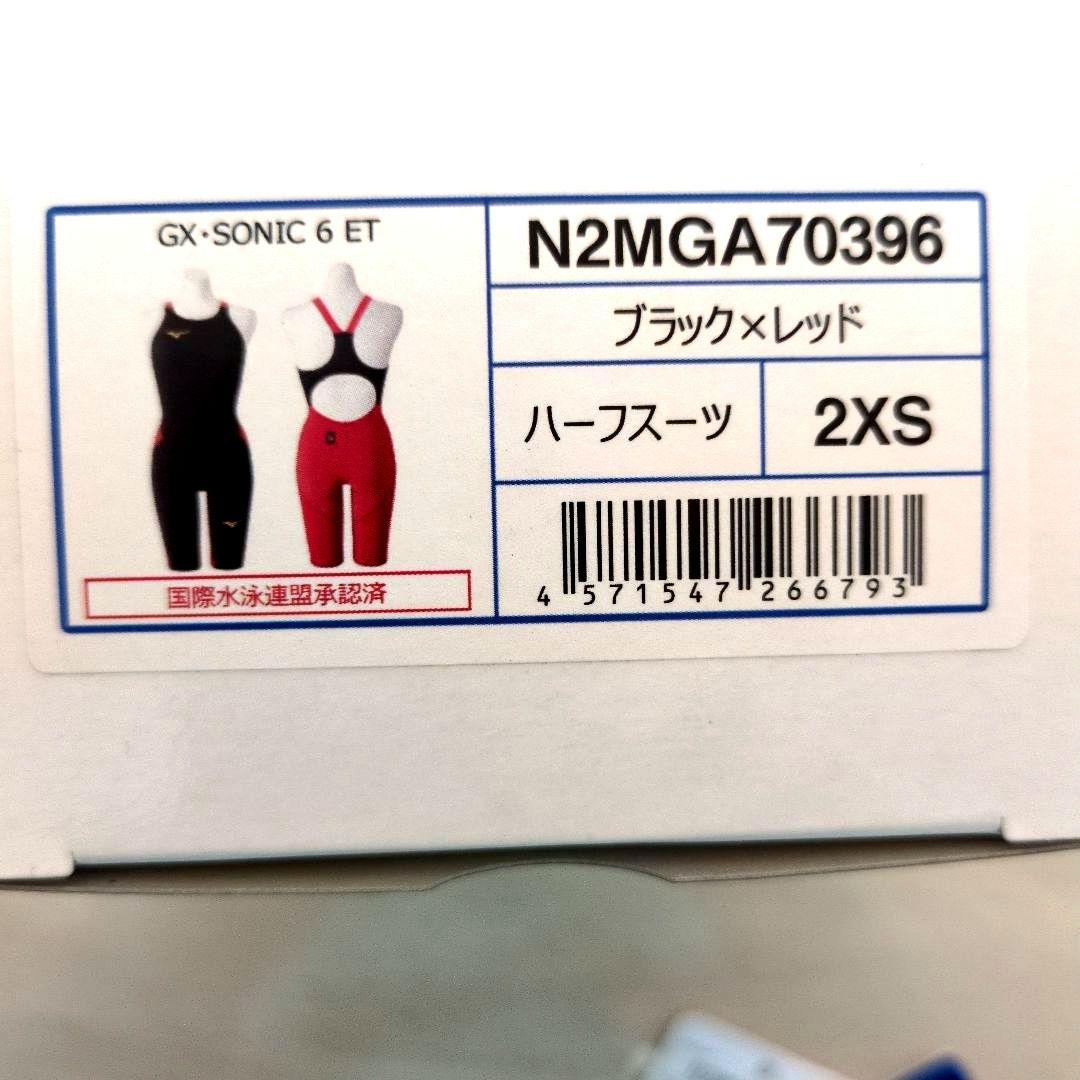 GX·SONIC 6 ET
国際水泳連盟承認済
N2MGA70396
ブラック×レッド
ハーフスーツ
2XS
4 571547 266793